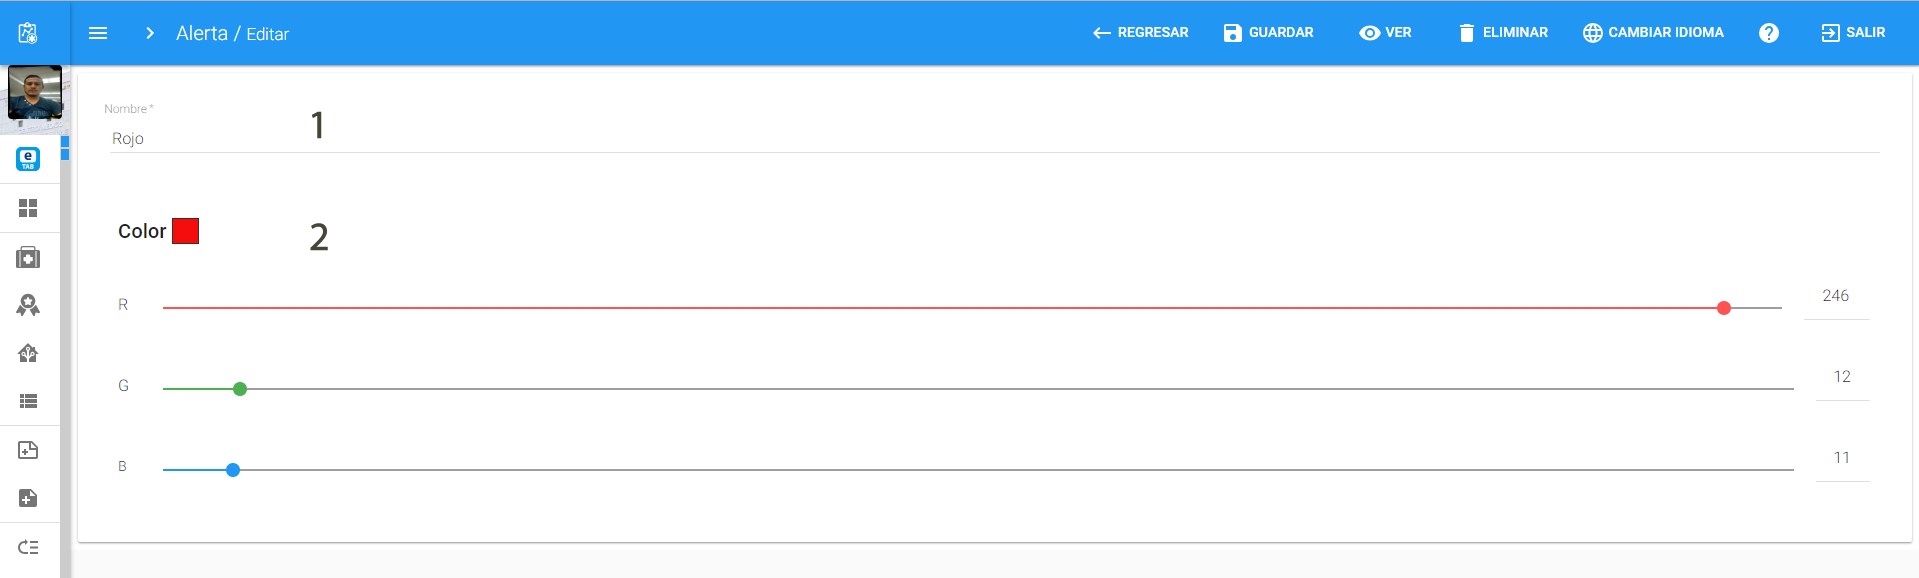 Alerta / Editar
REGRESAR
GUARDAR
VER
ELIMINAR
CAMBIAR IDIOMA
?
SALIR
Nombre *
1
Rojo
e
TAB
Color
2
R
246
G
12
B
11